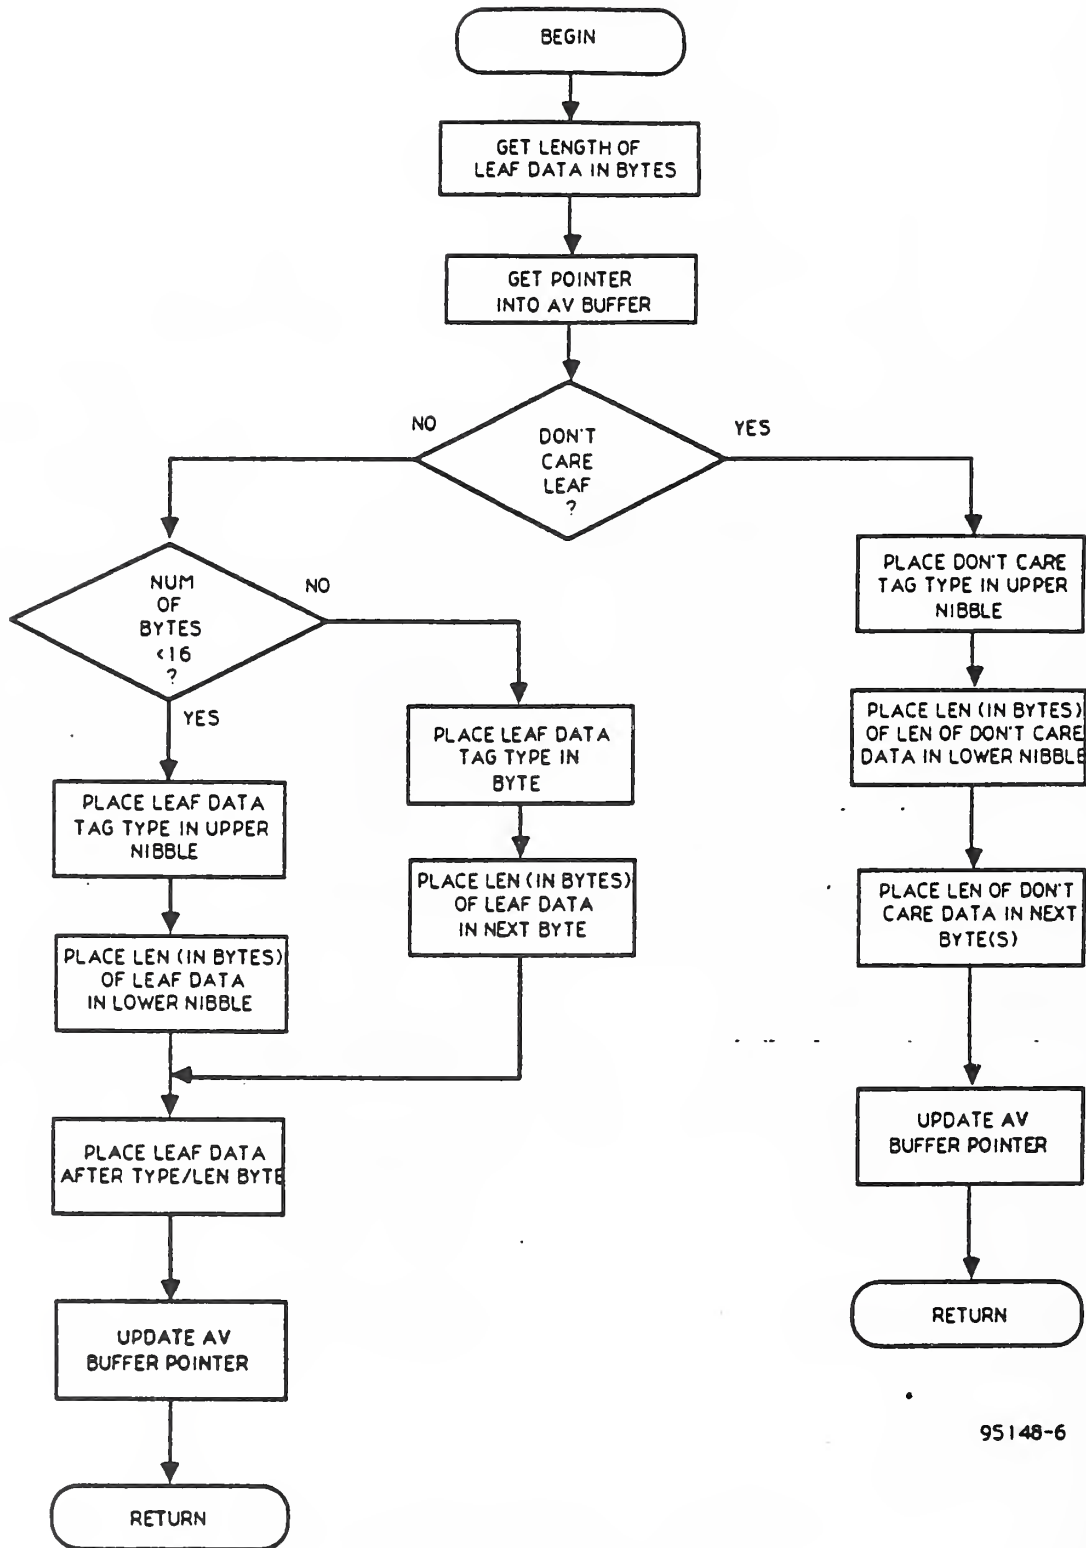 BEGIN
GET LENGTH OF
LEAF DATA IN BYTES
GET POINTER
INTO AV BUFFER
NO
DON'T
CARE
LEAF
?
YES
NUM
OF
BYTES
<16
?
NO
YES
PLACE LEAF DATA
TAG TYPE IN UPPER
NIBBLE
PLACE LEN (IN BYTES)
OF LEAF DATA
IN LOWER NIBBLE
PLACE LEAF DATA
TAG TYPE IN
BYTE
PLACE LEN (IN BYTES)
OF LEAF DATA
IN NEXT BYTE
PLACE LEAF DATA
AFTER TYPE/LEN BYTE
UPDATE AV
BUFFER POINTER
RETURN
PLACE DON'T CARE
TAG TYPE IN UPPER
NIBBLE
PLACE LEN (IN BYTES)
OF LEN OF DON'T CARE
DATA IN LOWER NIBBLE
PLACE LEN OF DON'T
CARE DATA IN NEXT
BYTE(S)
UPDATE AV
BUFFER POINTER
RETURN
95148-6